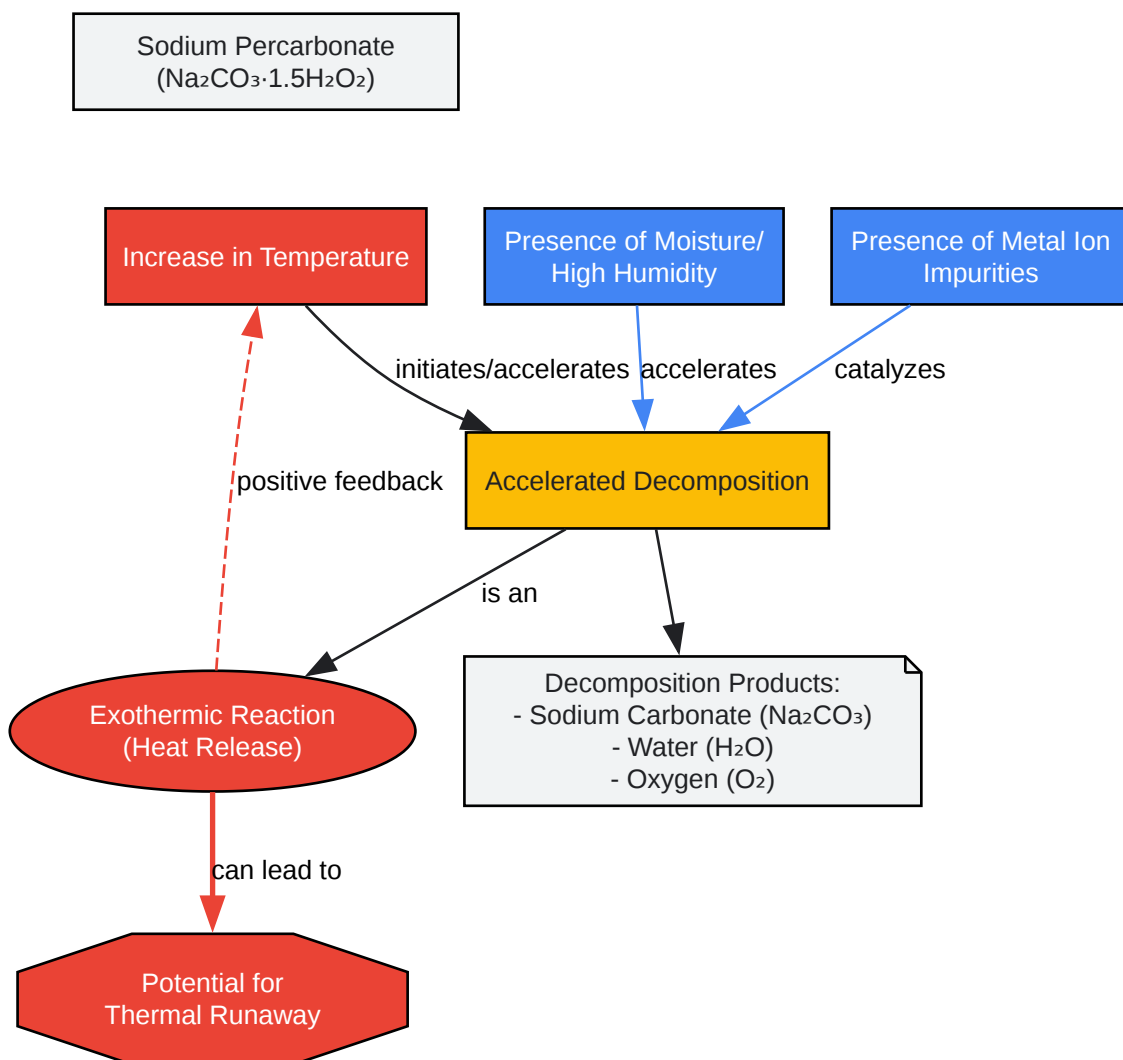 Sodium Percarbonate
(Na₂CO₃·1.5H₂O₂)
Increase in Temperature
Presence of Moisture/
High Humidity
Presence of Metal Ion
Impurities
initiates/accelerates
accelerates
catalyzes
positive feedback
Accelerated Decomposition
is an
Exothermic Reaction
(Heat Release)
Decomposition Products:
- Sodium Carbonate (Na₂CO₃)
- Water (H₂O)
- Oxygen (O₂)
can lead to
Potential for
Thermal Runaway